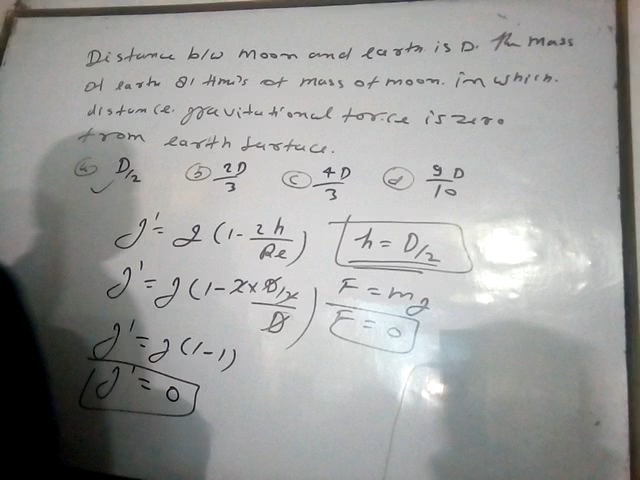 Distance b/w Moon and earth is D. The mass
of earth 81 time's of mass of moon. in which
distance. gravitational force is zero
from earth surface.
(a) D/2 (b) 2D/3 (c) 4D/3 (d) 9D/10
g' = g (1 - 2h/Re) h = D/2
g' = g (1 - 2 × D/2 / D) F = mg
F = 0
g' = g (1-1)
g' = 0